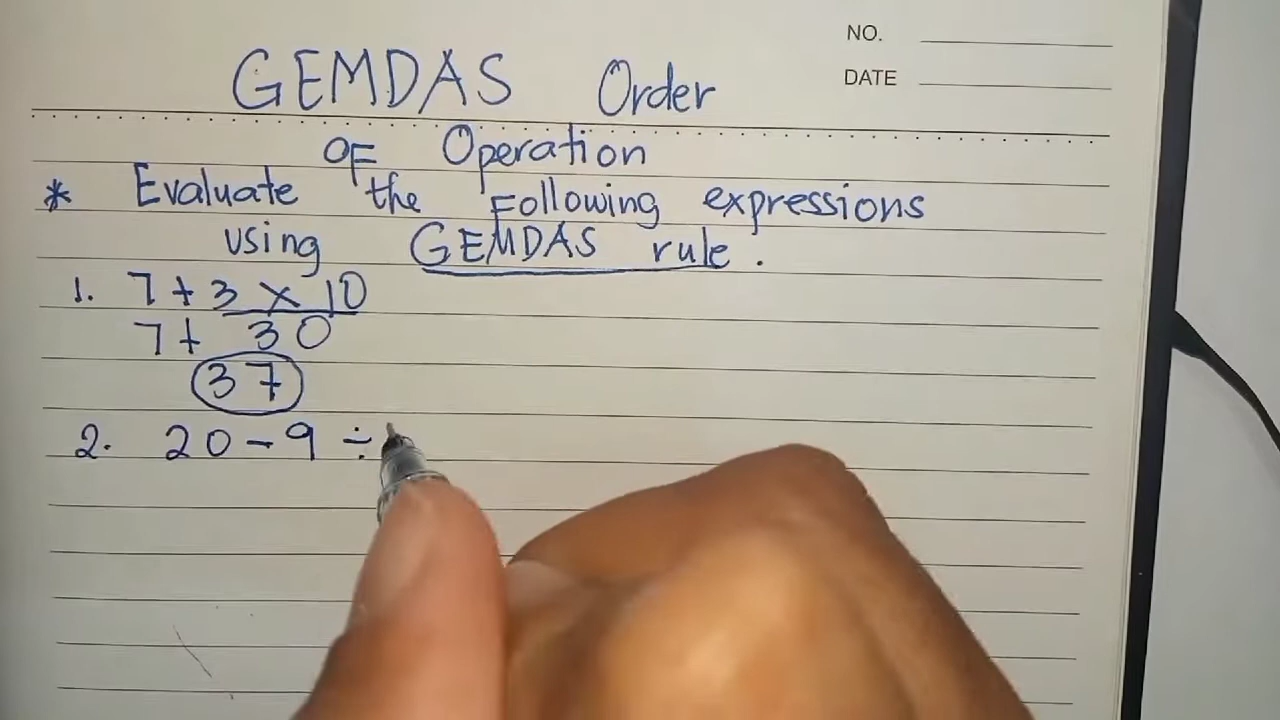 NO.
DATE
GEMDAS Order
OF Operation
* Evaluate the Following expressions
using GEMDAS rule.
1. 7 + 3 × 10
7 + 30
37
2. 20 - 9 ÷